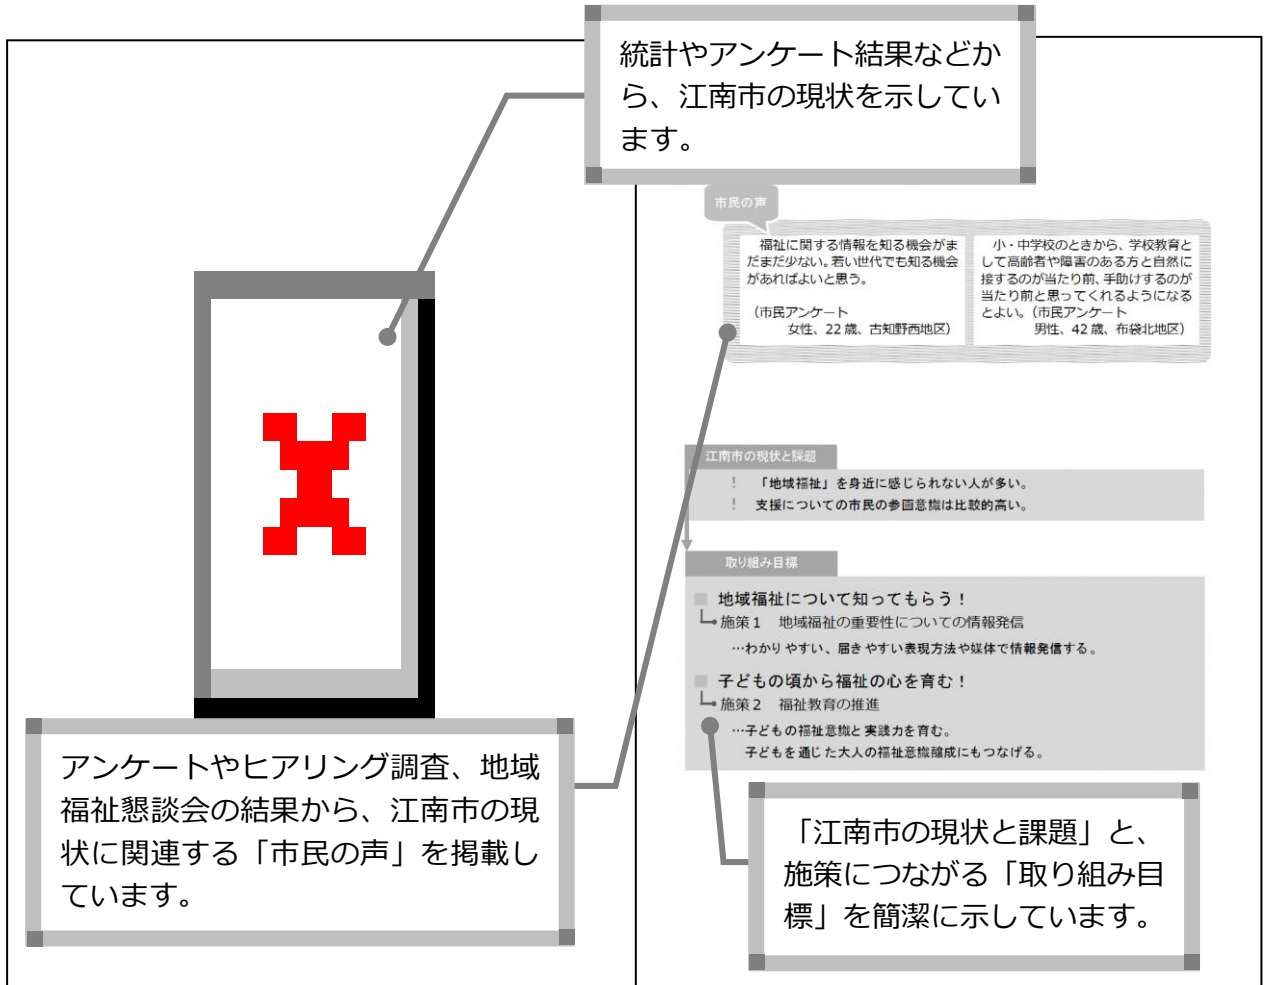 統計やアンケート結果などか
ら、江南市の現状を示してい
ます。
市民の声
福祉に関する情報を知る機会がま
だまだ少ない。若い世代でも知る機会
があればよいと思う。
（市民アンケート
女性、22 歳、古知野西地区）
小・中学校のときから、学校教育と
して高齢者や障害のある方と自然に
接するのが当たり前、手助けするのが
当たり前と思ってくれるようになる
とよい。（市民アンケート
男性、42 歳、布袋北地区）
江南市の現状と課題
！　「地域福祉」を身近に感じられない人が多い。
！　支援についての市民の参画意識は比較的高い。
取り組み目標
地域福祉について知ってもらう！
施策１　地域福祉の重要性についての情報発信
…わかりやすい、届きやすい表現方法や媒体で情報発信する。
子どもの頃から福祉の心を育む！
施策２　福祉教育の推進
…子どもの福祉意識と実践力を育む。
子どもを通じた大人の福祉意識醸成にもつなげる。
アンケートやヒアリング調査、地域
福祉懇談会の結果から、江南市の現
状に関連する「市民の声」を掲載し
ています。
「江南市の現状と課題」と、
施策につながる「取り組み目
標」を簡潔に示しています。